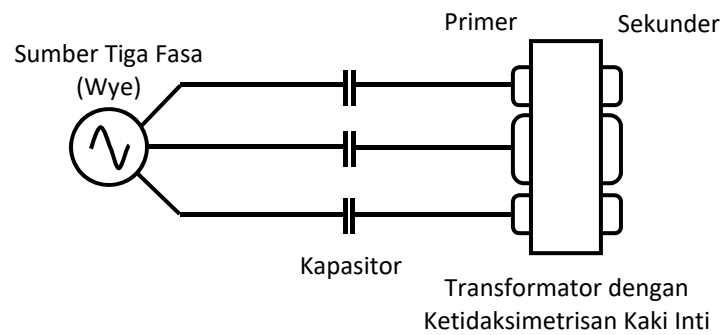 Primer
Sekunder
Sumber Tiga Fasa
(Wye)
Kapasitor
Transformator dengan
Ketidaksimetrisan Kaki Inti